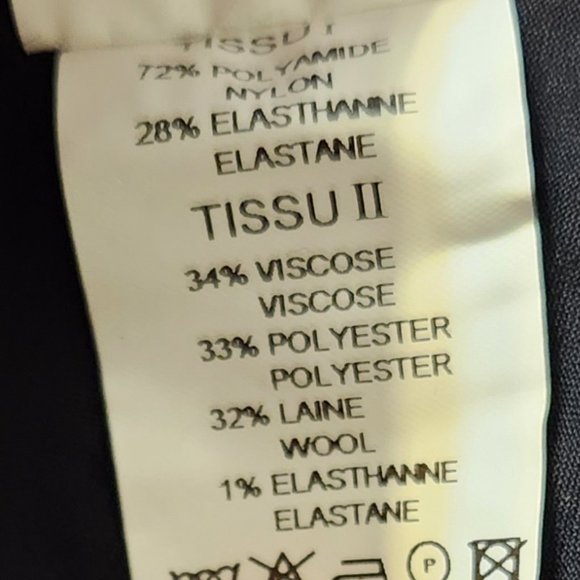 TISSU I
72% POLYAMIDE
NYLON
28% ELASTHANNE
ELASTANE
TISSU II
34% VISCOSE
VISCOSE
33% POLYESTER
POLYESTER
32% LAINE
WOOL
1% ELASTHANNE
ELASTANE
P